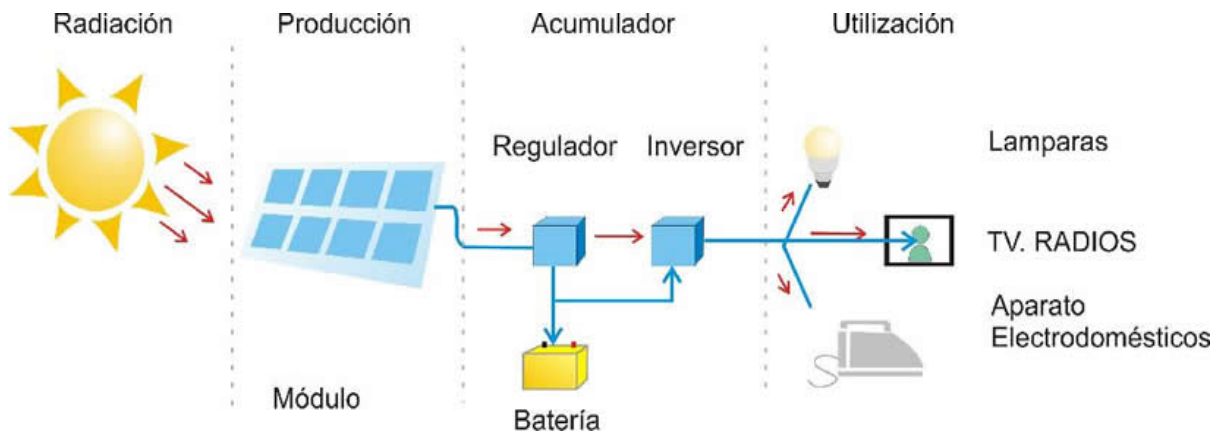 Radiación
Producción
Acumulador
Utilización
Regulador
Inversor
Lamparas
TV. RADIOS
Aparato
Electrodomésticos
Módulo
Batería